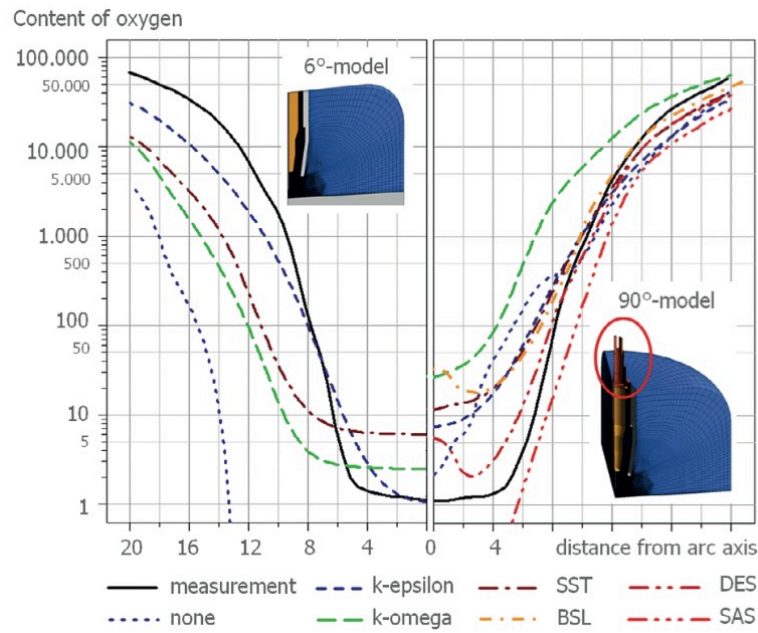 Content of oxygen
100.000
50.000
10.000
5.000
1.000
500
100
50
10
5
1
6°-model
90°-model
20 16 12 8 4 0 4 distance from arc axis
measurement k-epsilon SST DES
none k-omega BSL SAS